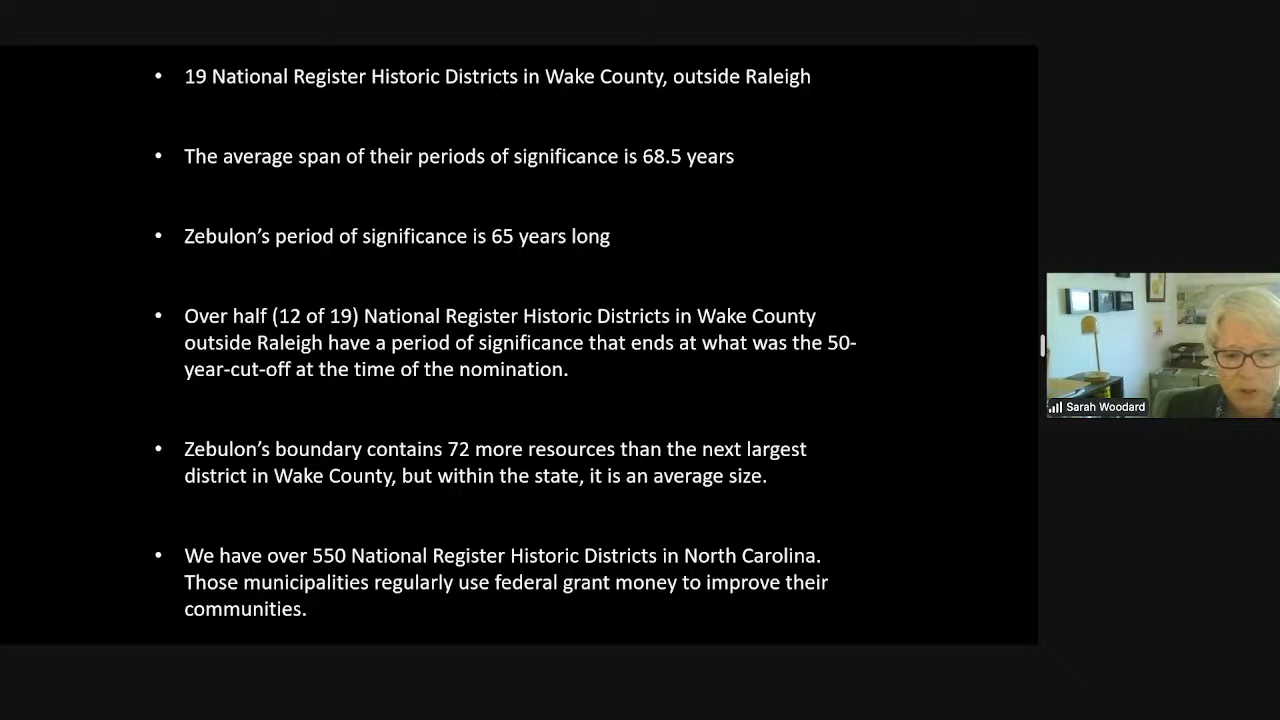 • 19 National Register Historic Districts in Wake County, outside Raleigh
• The average span of their periods of significance is 68.5 years
• Zebulon’s period of significance is 65 years long
• Over half (12 of 19) National Register Historic Districts in Wake County
outside Raleigh have a period of significance that ends at what was the 50-
year-cut-off at the time of the nomination.
• Zebulon’s boundary contains 72 more resources than the next largest
district in Wake County, but within the state, it is an average size.
• We have over 550 National Register Historic Districts in North Carolina.
Those municipalities regularly use federal grant money to improve their
communities.
Sarah Woodard